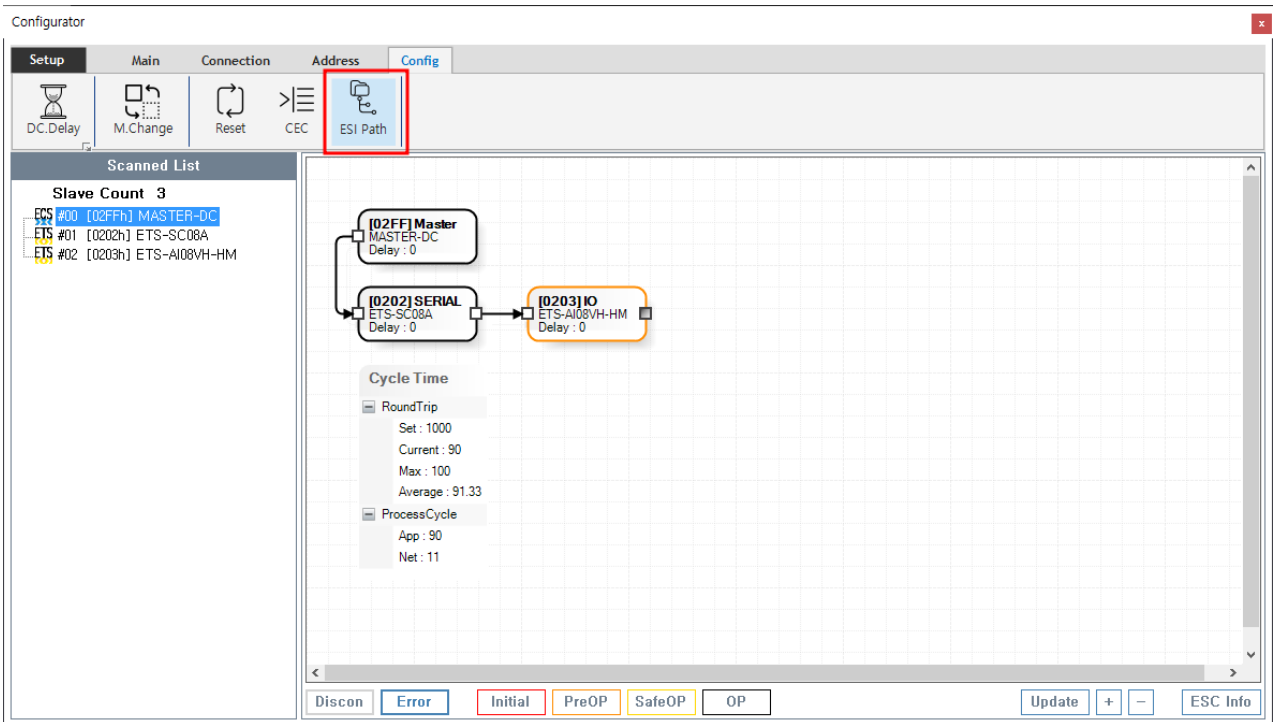 Configurator
x
Setup Main Connection Address Config
DC.Delay M.Change Reset CEC ESI Path
Scanned List
Slave Count 3
ECS #00 [02FFh] MASTER-DC
ETS #01 [0202h] ETS-SC08A
ETS #02 [0203h] ETS-AI08VH-HM
[02FF] Master
MASTER-DC
Delay : 0
[0202] SERIAL
ETS-SC08A
Delay : 0
[0203] IO
ETS-AI08VH-HM
Delay : 0
Cycle Time
RoundTrip
Set : 1000
Current : 90
Max : 100
Average : 91.33
ProcessCycle
App : 90
Net : 11
Discon Error Initial PreOP SafeOP OP Update + − ESC Info